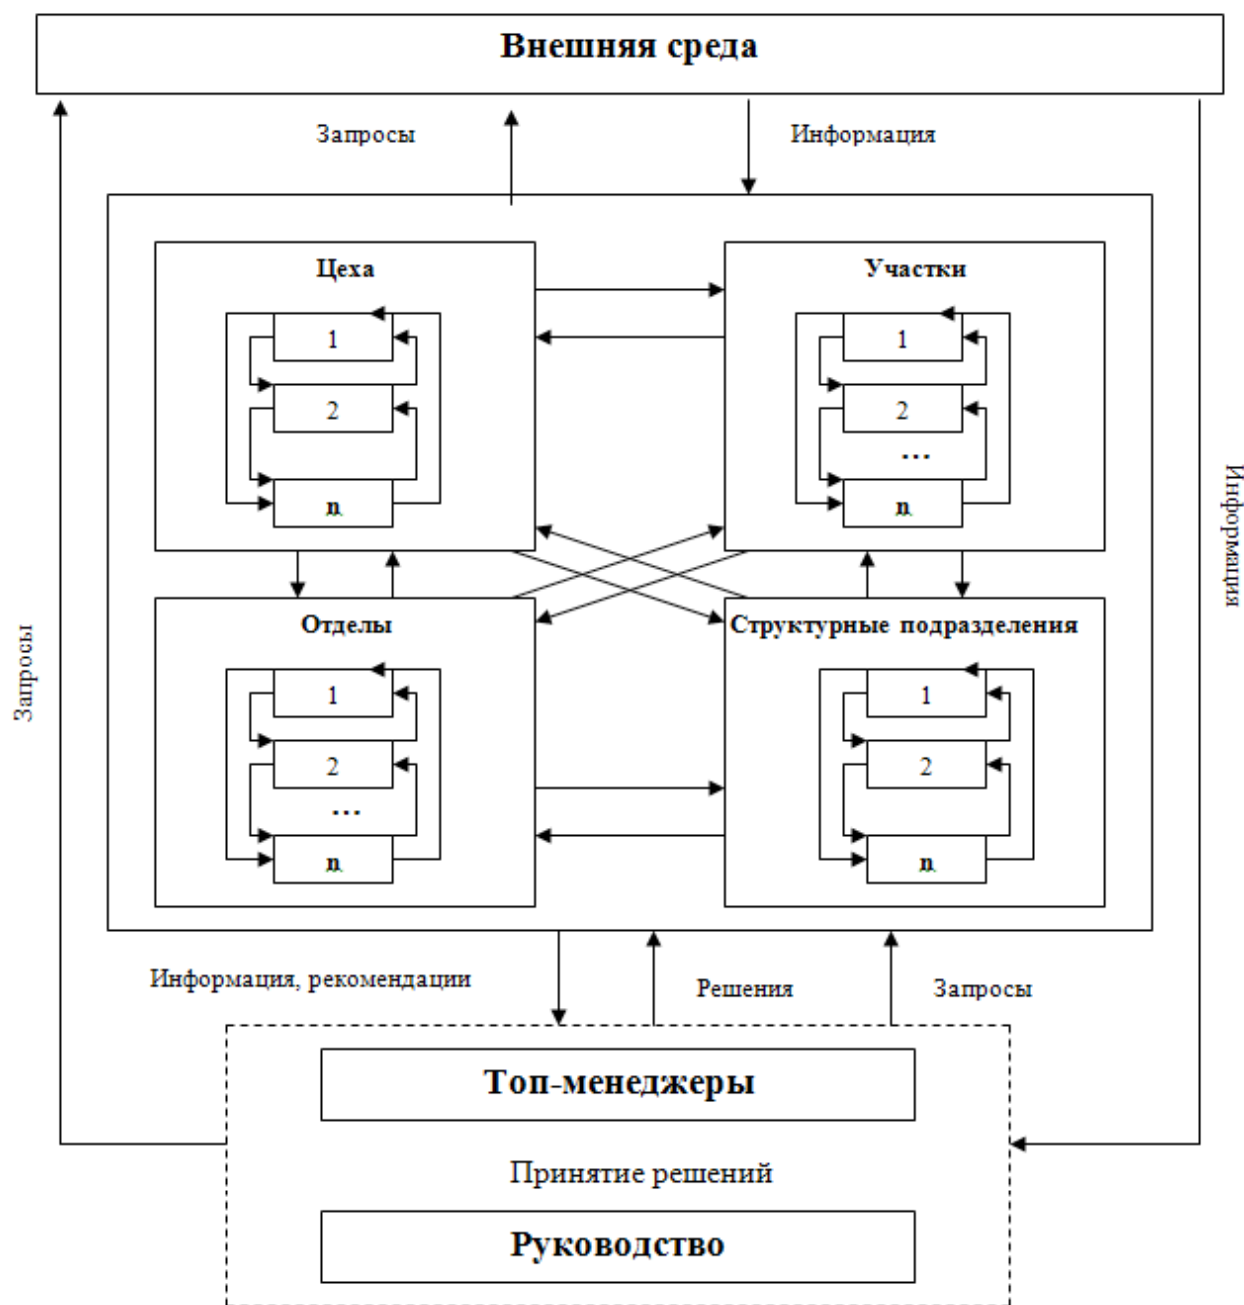 Внешняя среда
Запросы
Информация
Цеха
1
2
n
Участки
1
2
...
n
Отделы
1
2
...
n
Структурные подразделения
1
2
n
Запросы
Информация
Информация, рекомендации
Решения
Запросы
Топ-менеджеры
Принятие решений
Руководство